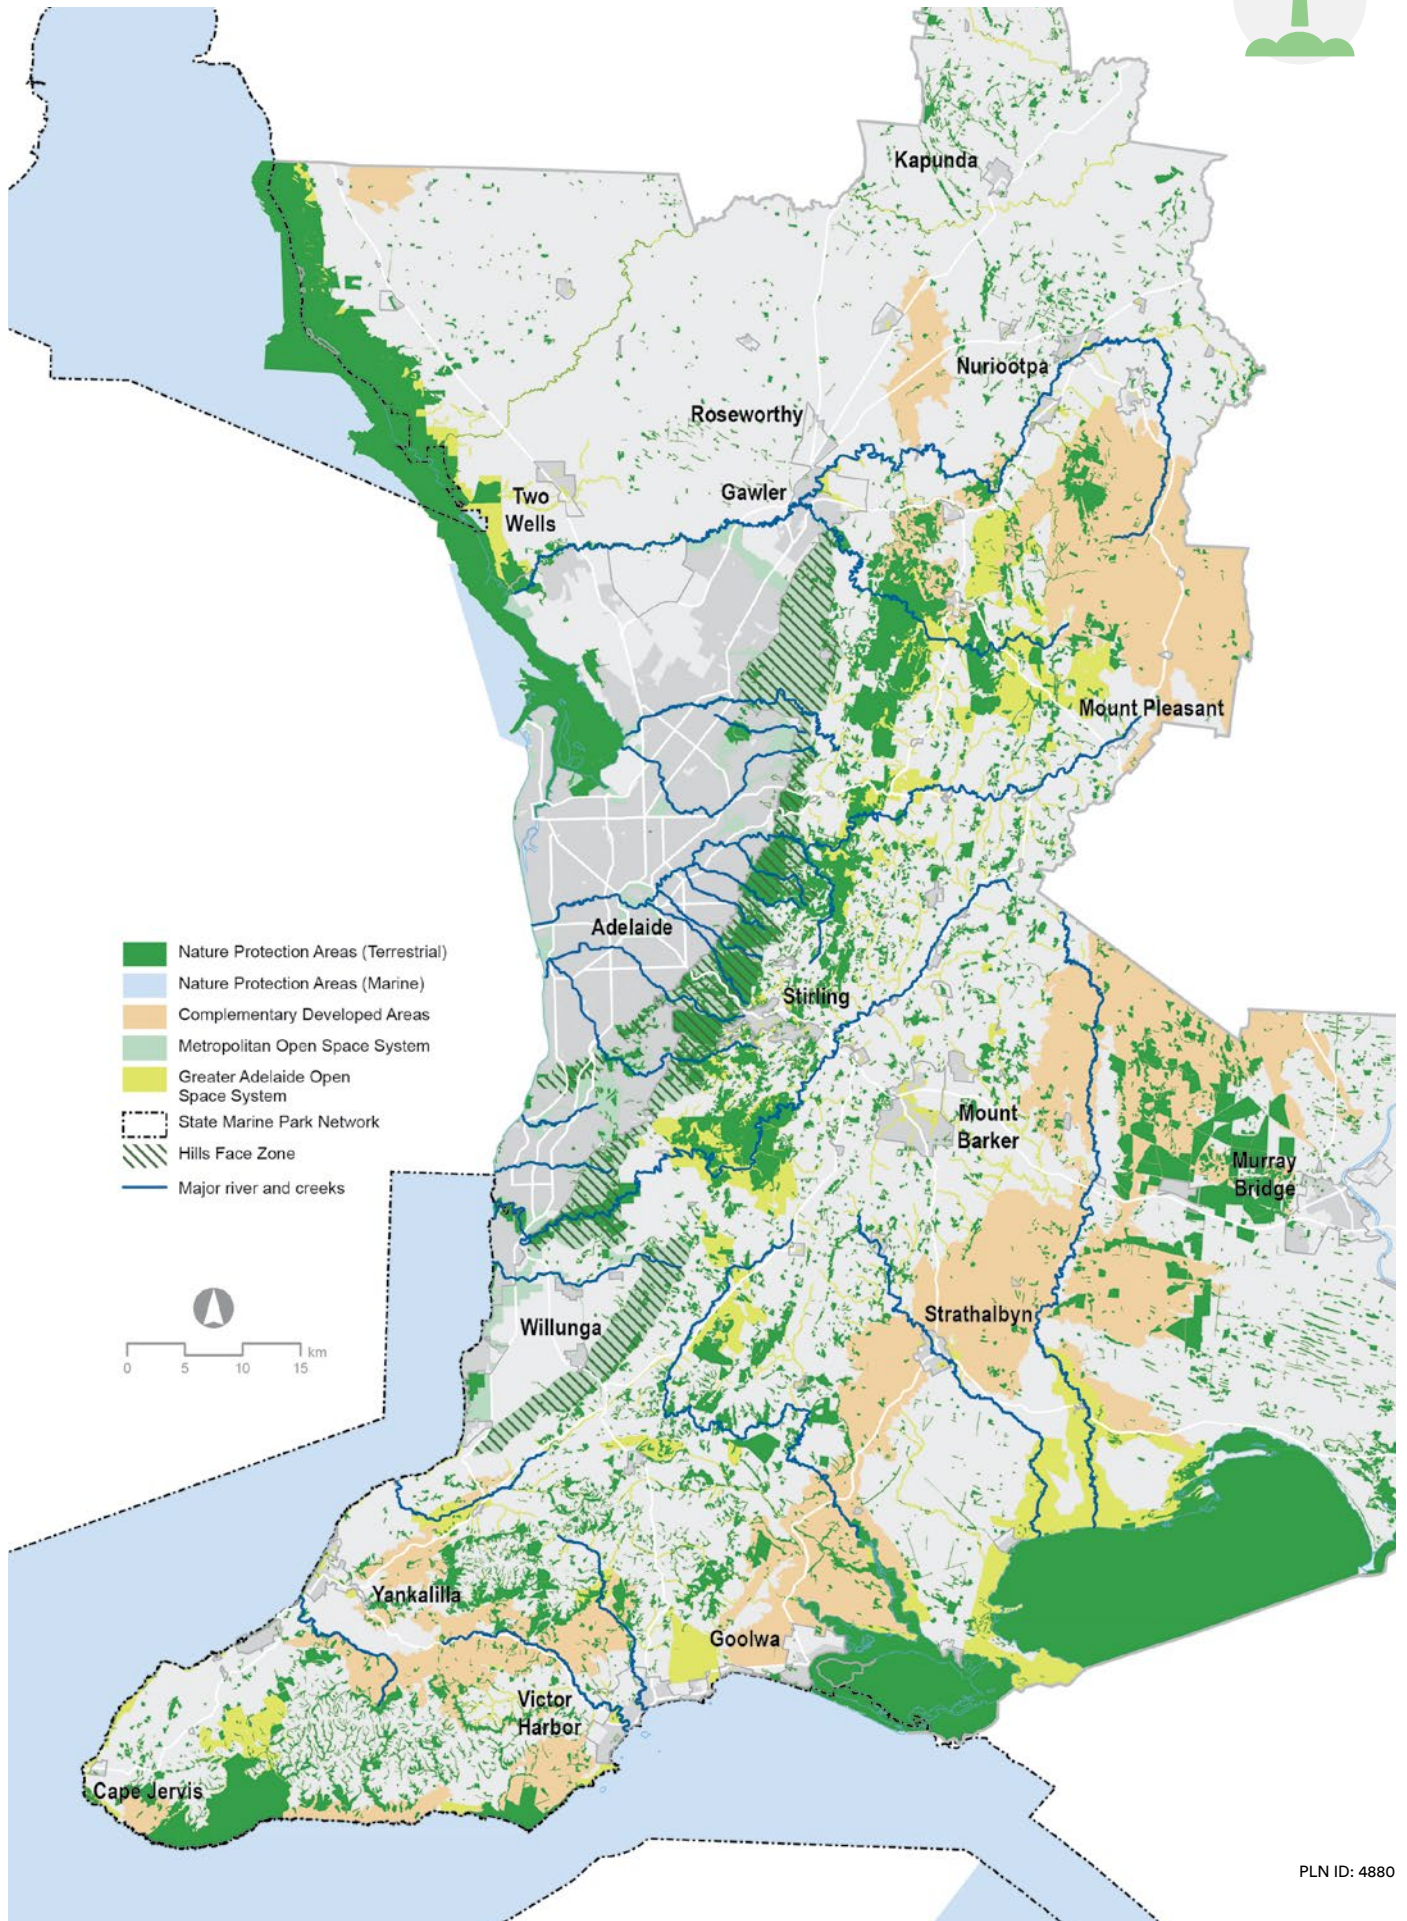 Kapunda
Nuriootpa
Roseworthy
Gawler
Two
Wells
Mount Pleasant
Adelaide
Nature Protection Areas (Terrestrial)
Nature Protection Areas (Marine)
Complementary Developed Areas
Metropolitan Open Space System
Greater Adelaide Open
Space System
State Marine Park Network
Hills Face Zone
Major river and creeks
Stirling
Mount
Barker
Murray
Bridge
Strathalbyn
Willunga
km
0 5 10 15
Yankalilla
Goolwa
Victor
Harbor
Cape Jervis
PLN ID: 4880